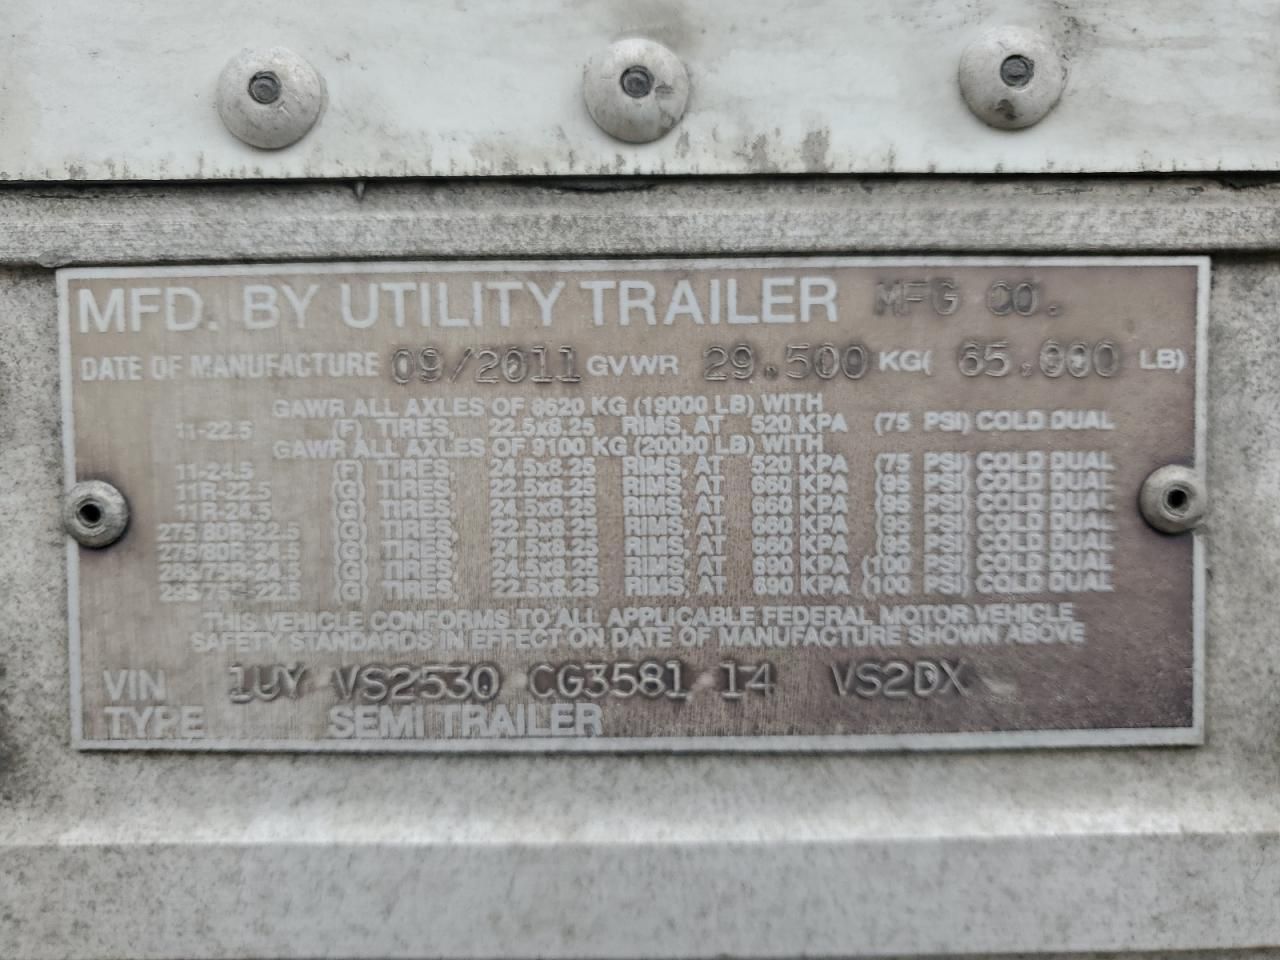 MFD. BY UTILITY TRAILER MFG CO.
DATE OF MANUFACTURE 09/2011 GVWR 29.500 KG( 65.000 LB)
GAWR ALL AXLES OF 8620 KG (19000 LB) WITH
11-22.5 (F) TIRES, 22.5x8.25 RIMS, AT 520 KPA (75 PSI) COLD DUAL
GAWR ALL AXLES OF 9100 KG (20000 LB) WITH
11-24.5 (F) TIRES, 24.5x8.25 RIMS, AT 520 KPA (75 PSI) COLD DUAL
11R-22.5 (G) TIRES, 22.5x8.25 RIMS, AT 660 KPA (95 PSI) COLD DUAL
11R-24.5 (G) TIRES, 24.5x8.25 RIMS, AT 660 KPA (95 PSI) COLD DUAL
275/80R-22.5 (G) TIRES, 22.5x8.25 RIMS, AT 660 KPA (95 PSI) COLD DUAL
275/80R-24.5 (G) TIRES, 24.5x8.25 RIMS, AT 660 KPA (95 PSI) COLD DUAL
285/75R-24.5 (G) TIRES, 24.5x8.25 RIMS, AT 690 KPA (100 PSI) COLD DUAL
295/75R-22.5 (G) TIRES, 22.5x8.25 RIMS, AT 690 KPA (100 PSI) COLD DUAL
THIS VEHICLE CONFORMS TO ALL APPLICABLE FEDERAL MOTOR VEHICLE
SAFETY STANDARDS IN EFFECT ON DATE OF MANUFACTURE SHOWN ABOVE
VIN 1UY VS2530 CG3581 14 VS2DX
TYPE SEMI TRAILER